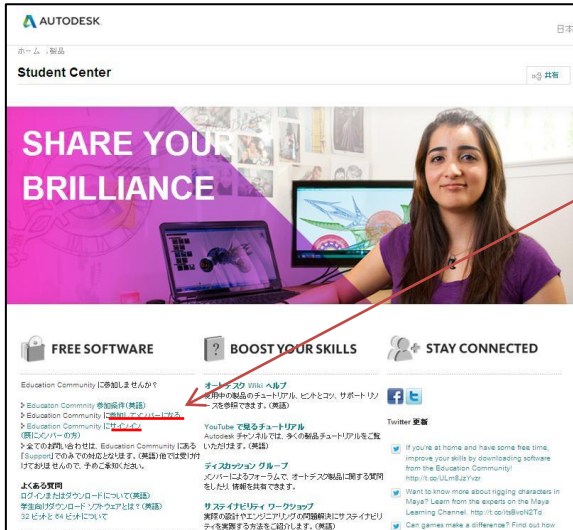 AUTODESK
日本
ホーム , 製品
Student Center
共有
SHARE YOUR
BRILLIANCE
FREE SOFTWARE
Education Community に参加しませんか?
Educaton Commnity 参加条件(英語)
Education Community に参加してメンバーになる
Education Community にサインイン
(既にメンバーの方)
>全てのお問い合わせは、Education Community にある
「Support」でのみでの対応となります。(英語)他では受け付
けておりませんので、予めご承知ください。
よくある質問
ログインまたはダウンロードについて(英語)
学生向けダウンロード ソフトウェアとは?(英語)
32 ビットと 64 ビットについて
BOOST YOUR SKILLS
オートデスク Wiki ヘルプ
使用中の製品のチュートリアル、ヒントとコツ、サポートリソ
ースを参照できます。(英語)
YouTube で見るチュートリアル
Autodesk チャンネルでは、多くの製品チュートリアルをご覧
いただけます。(英語)
ディスカッション グループ
メンバーによるフォーラムで、オートデスク製品に関する質問
をしたり、情報を共有できます。
サステイナビリティ ワークショップ
実際の設計やエンジニアリングの問題解決にサステイナビリ
ティを実践する方法をご紹介します。(英語)
STAY CONNECTED
Twitter 更新
If you're at home and have some free time,
improve your skills by downloading software
from the Education Community!
Want to know more about rigging characters in
Maya? Learn from the experts on the Maya
Learning Channel.
Can games make a difference? Find out how